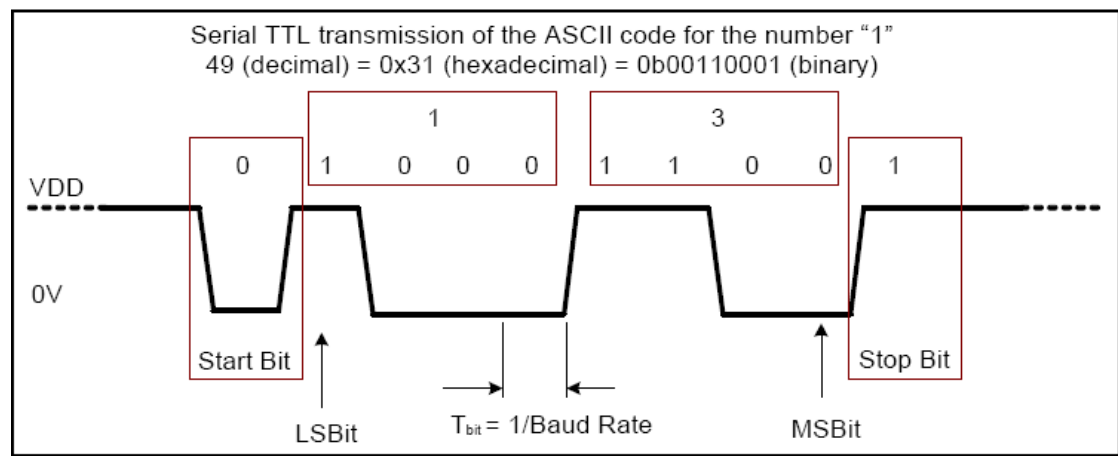 Serial TTL transmission of the ASCII code for the number “1”
49 (decimal) = 0x31 (hexadecimal) = 0b00110001 (binary)
1 3
0 1 0 0 0 1 1 0 0 1
VDD
0V
Start Bit Stop Bit
LSBit Tbit = 1/Baud Rate MSBit